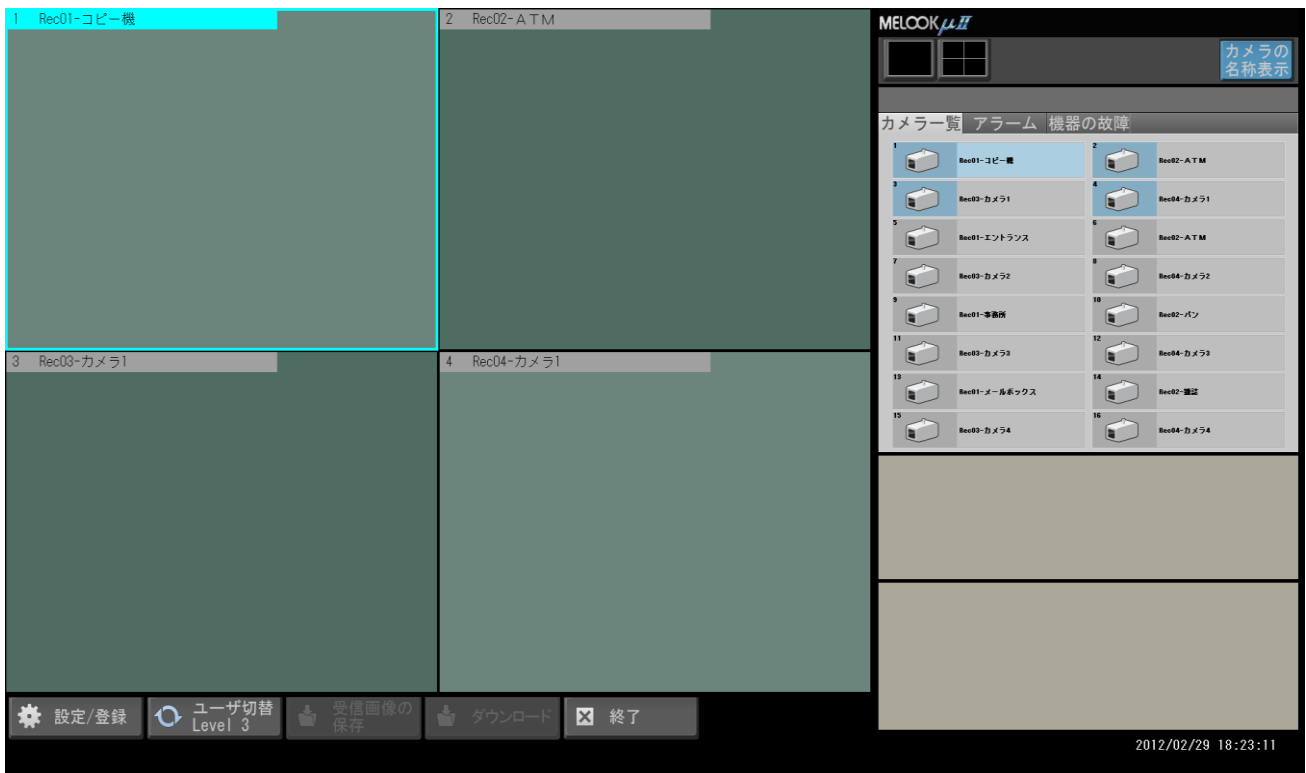 1 Rec01-コピー機
2 Rec02-ＡＴＭ
3 Rec03-カメラ1
4 Rec04-カメラ1
設定/登録
ユーザ切替
Level 3
受信画像の
保存
ダウンロード
終了
MELOOKμⅡ
カメラの
名称表示
カメラ一覧 アラーム 機器の故障
1 Rec01-コピー機
2 Rec02-ＡＴＭ
3 Rec03-カメラ1
4 Rec04-カメラ1
5 Rec01-エントランス
6 Rec02-ＡＴＭ
7 Rec03-カメラ2
8 Rec04-カメラ2
9 Rec01-事務所
10 Rec02-パン
11 Rec03-カメラ3
12 Rec04-カメラ3
13 Rec01-メールボックス
14 Rec02-雑誌
15 Rec03-カメラ4
16 Rec04-カメラ4
2012/02/29 18:23:11